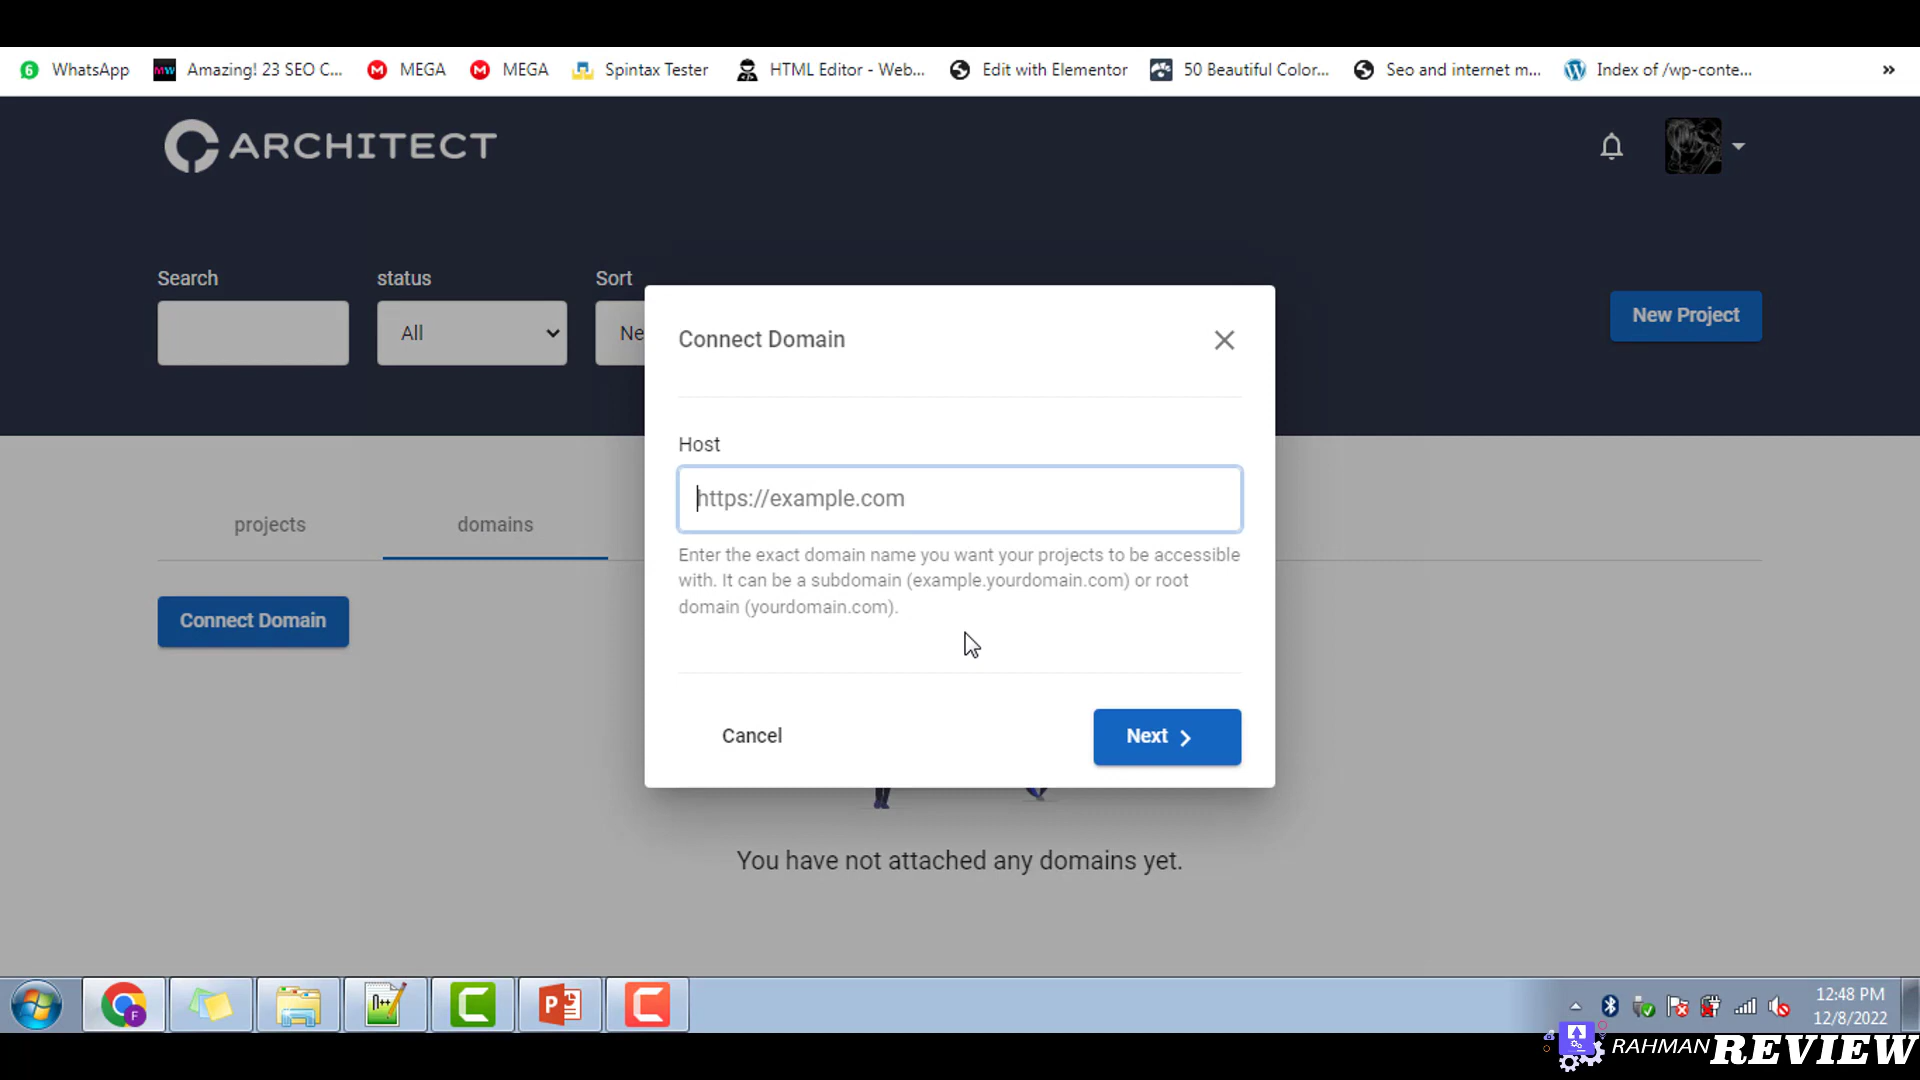 WhatsApp Amazing! 23 SEO C... MEGA MEGA Spintax Tester HTML Editor - Web... Edit with Elementor 50 Beautiful Color... Seo and internet m... Index of /wp-conte... »
ARCHITECT
Search status Sort
All Ne
New Project
Connect Domain
Host
https://example.com
Enter the exact domain name you want your projects to be accessible
with. It can be a subdomain (example.yourdomain.com) or root
domain (yourdomain.com).
projects domains
Connect Domain
Cancel Next
You have not attached any domains yet.
12:48 PM
12/8/2022
RAHMAN REVIEW